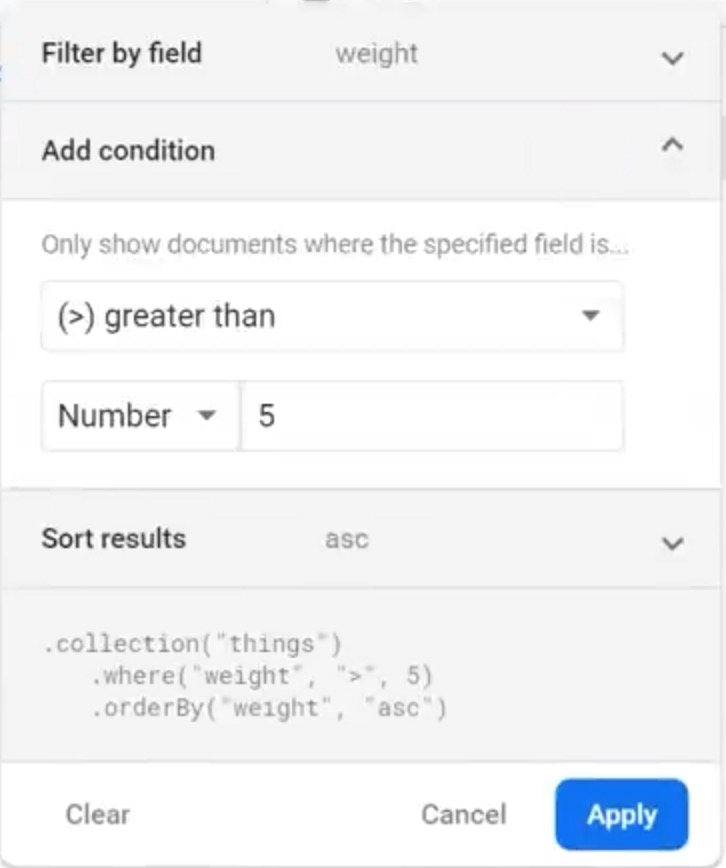 Filter by field weight
Add condition
Only show documents where the specified field is...
(>) greater than
Number 5
Sort results asc
.collection("things")
.where("weight", ">", 5)
.orderBy("weight", "asc")
Clear Cancel Apply